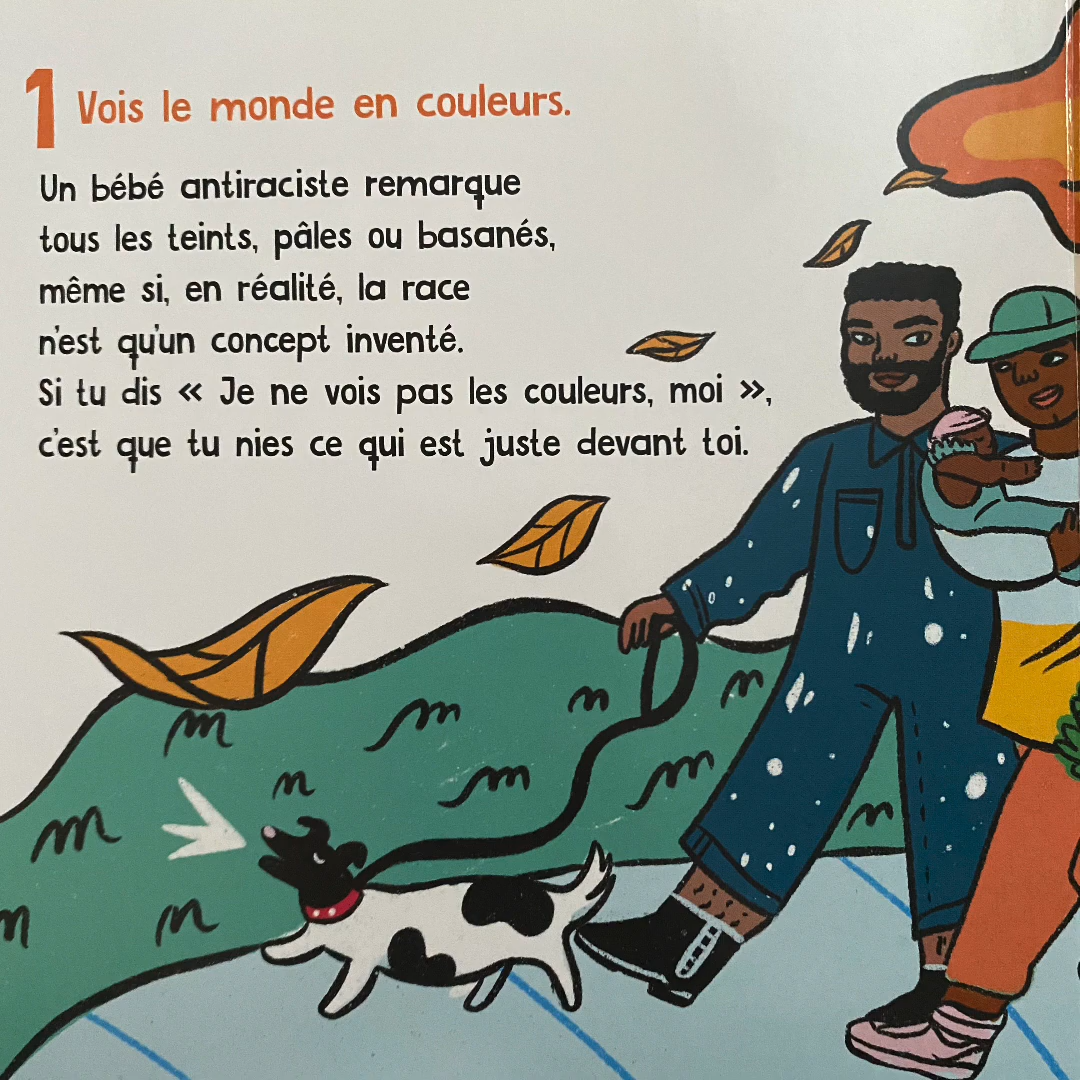 1 Vois le monde en couleurs.
Un bébé antiraciste remarque
tous les teints, pâles ou basanés,
même si, en réalité, la race
n'est qu'un concept inventé.
Si tu dis « Je ne vois pas les couleurs, moi »,
c'est que tu nies ce qui est juste devant toi.